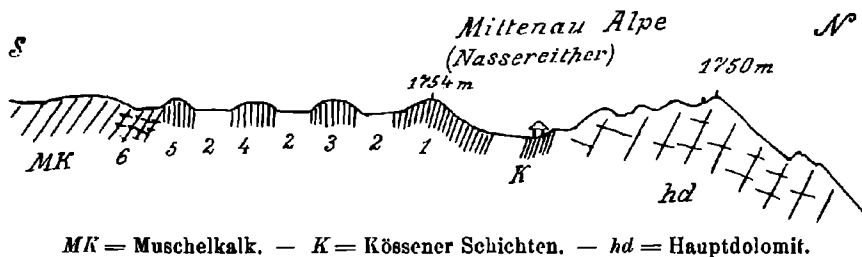 S
Mittenau Alpe
N
(Nassereither)
1754 m
1750 m
MK
6
5
2
4
2
3
2
1
K
hd
MK = Muschelkalk. — K = Kössener Schichten. — hd = Hauptdolomit.